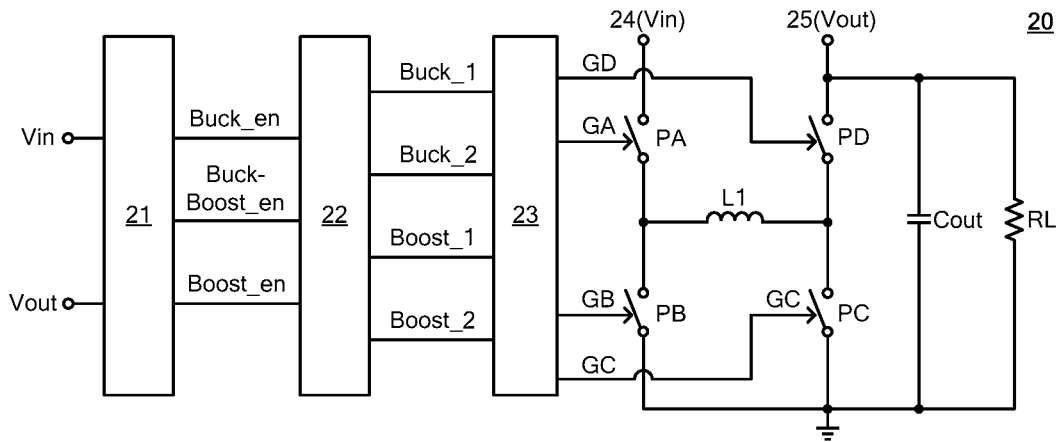 24(Vin)
25(Vout)
20
Buck_1
GD
Vin
Buck_en
GA
PA
PD
Buck_2
Buck-
Boost_en
L1
21
22
23
Cout
RL
Boost_1
Vout
Boost_en
GB
PB
GC
PC
Boost_2
GC